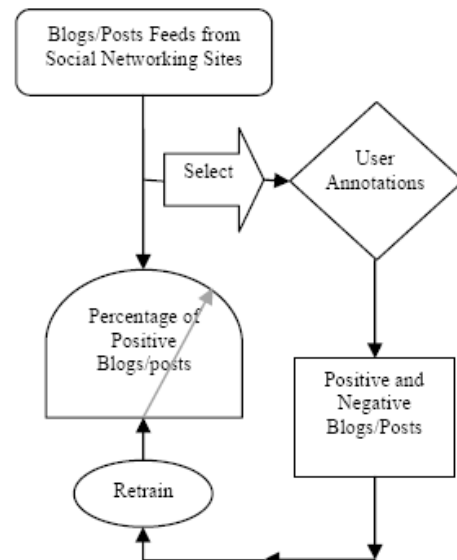 Blogs/Posts Feeds from
Social Networking Sites
Select
User
Annotations
Percentage of
Positive
Blogs/posts
Positive and
Negative
Blogs/Posts
Retrain